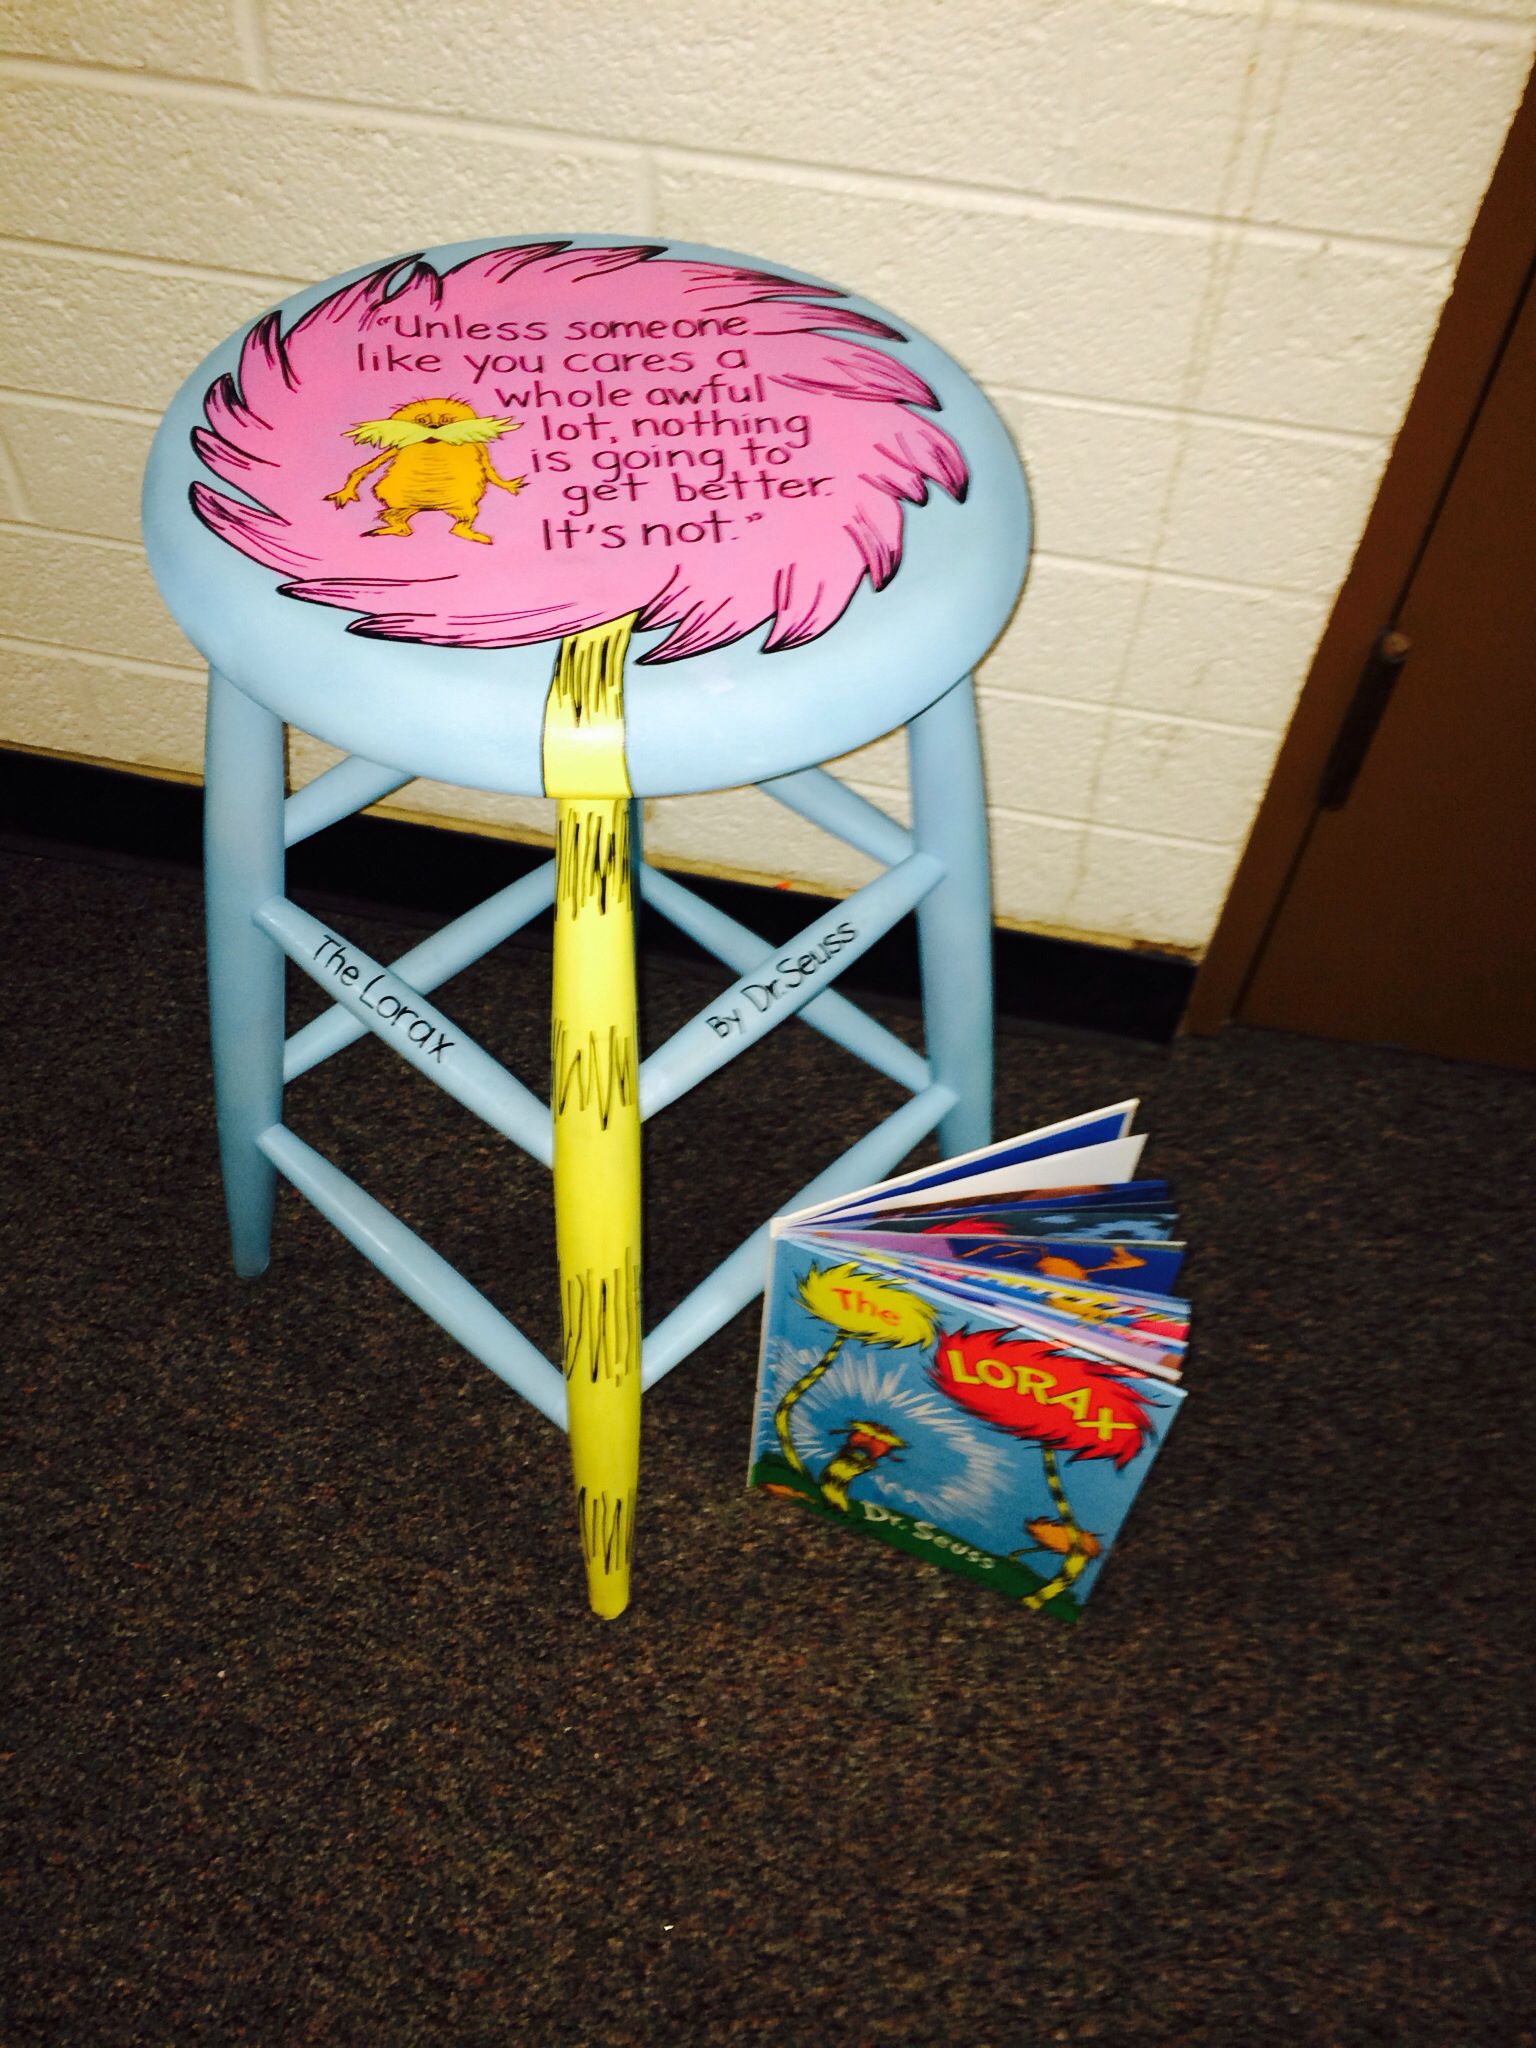 “Unless someone
like you cares a
whole awful
lot, nothing
is going to
get better.
It's not.”
The Lorax
By Dr. Seuss
The
LORAX
Dr. Seuss